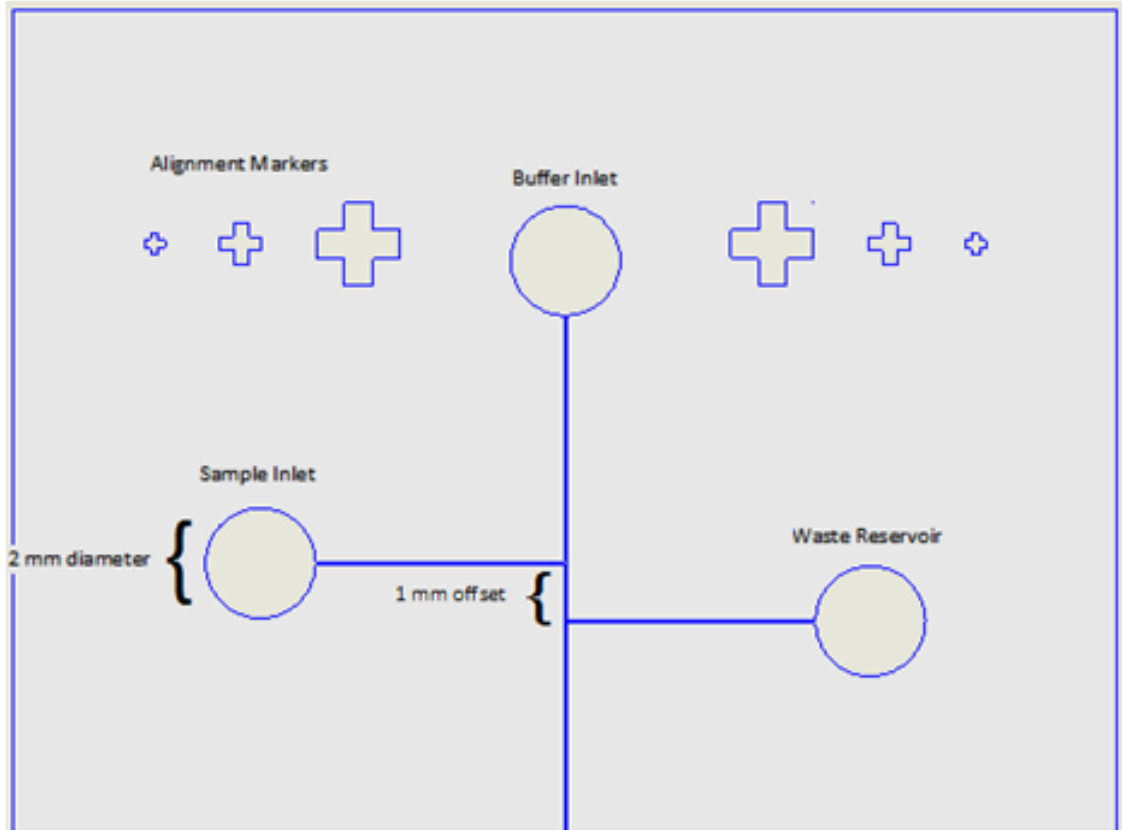 Alignment Markers
Buffer Inlet
Sample Inlet
2 mm diameter
1 mm offset
Waste Reservoir